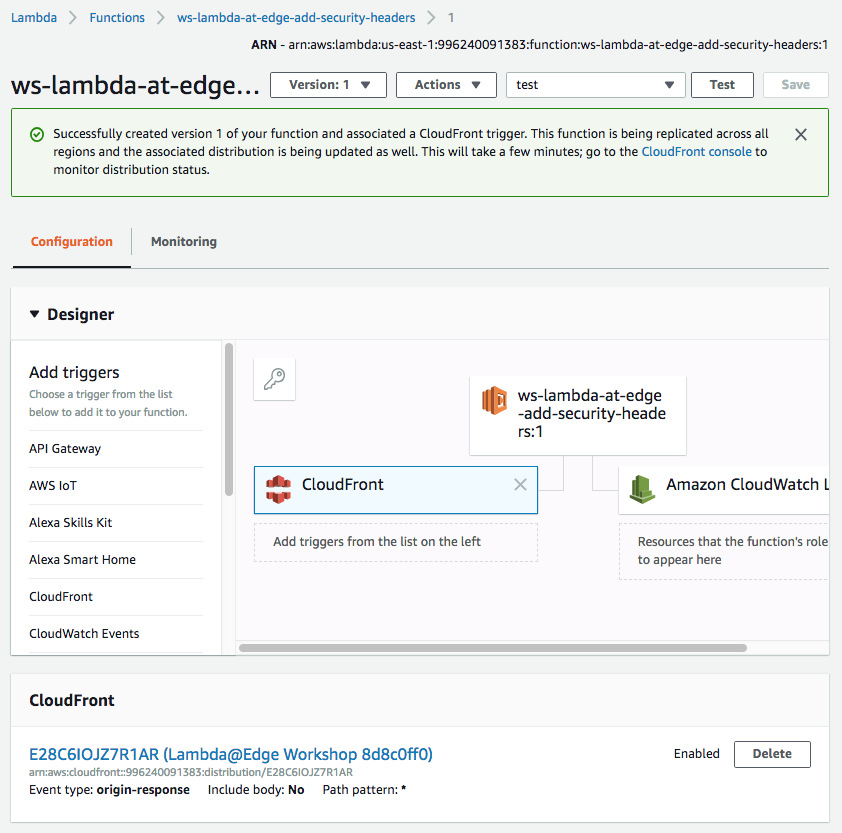 Lambda > Functions > ws-lambda-at-edge-add-security-headers > 1
ARN - arn:aws:lambda:us-east-1:996240091383:function:ws-lambda-at-edge-add-security-headers:1
ws-lambda-at-edge... Version: 1 Actions test Test Save
Successfully created version 1 of your function and associated a CloudFront trigger. This function is being replicated across all
regions and the associated distribution is being updated as well. This will take a few minutes; go to the CloudFront console to
monitor distribution status.
Configuration Monitoring
Designer
Add triggers
Choose a trigger from the list
below to add it to your function.
API Gateway
AWS IoT
Alexa Skills Kit
Alexa Smart Home
CloudFront
CloudWatch Events
ws-lambda-at-edge
-add-security-heade
rs:1
CloudFront
Add triggers from the list on the left
Amazon CloudWatch L
Resources that the function's role
to appear here
CloudFront
E28C6IOJZ7R1AR (Lambda@Edge Workshop 8d8c0ff0) Enabled Delete
arn:aws:cloudfront::996240091383:distribution/E28C6IOJZ7R1AR
Event type: origin-response Include body: No Path pattern: *